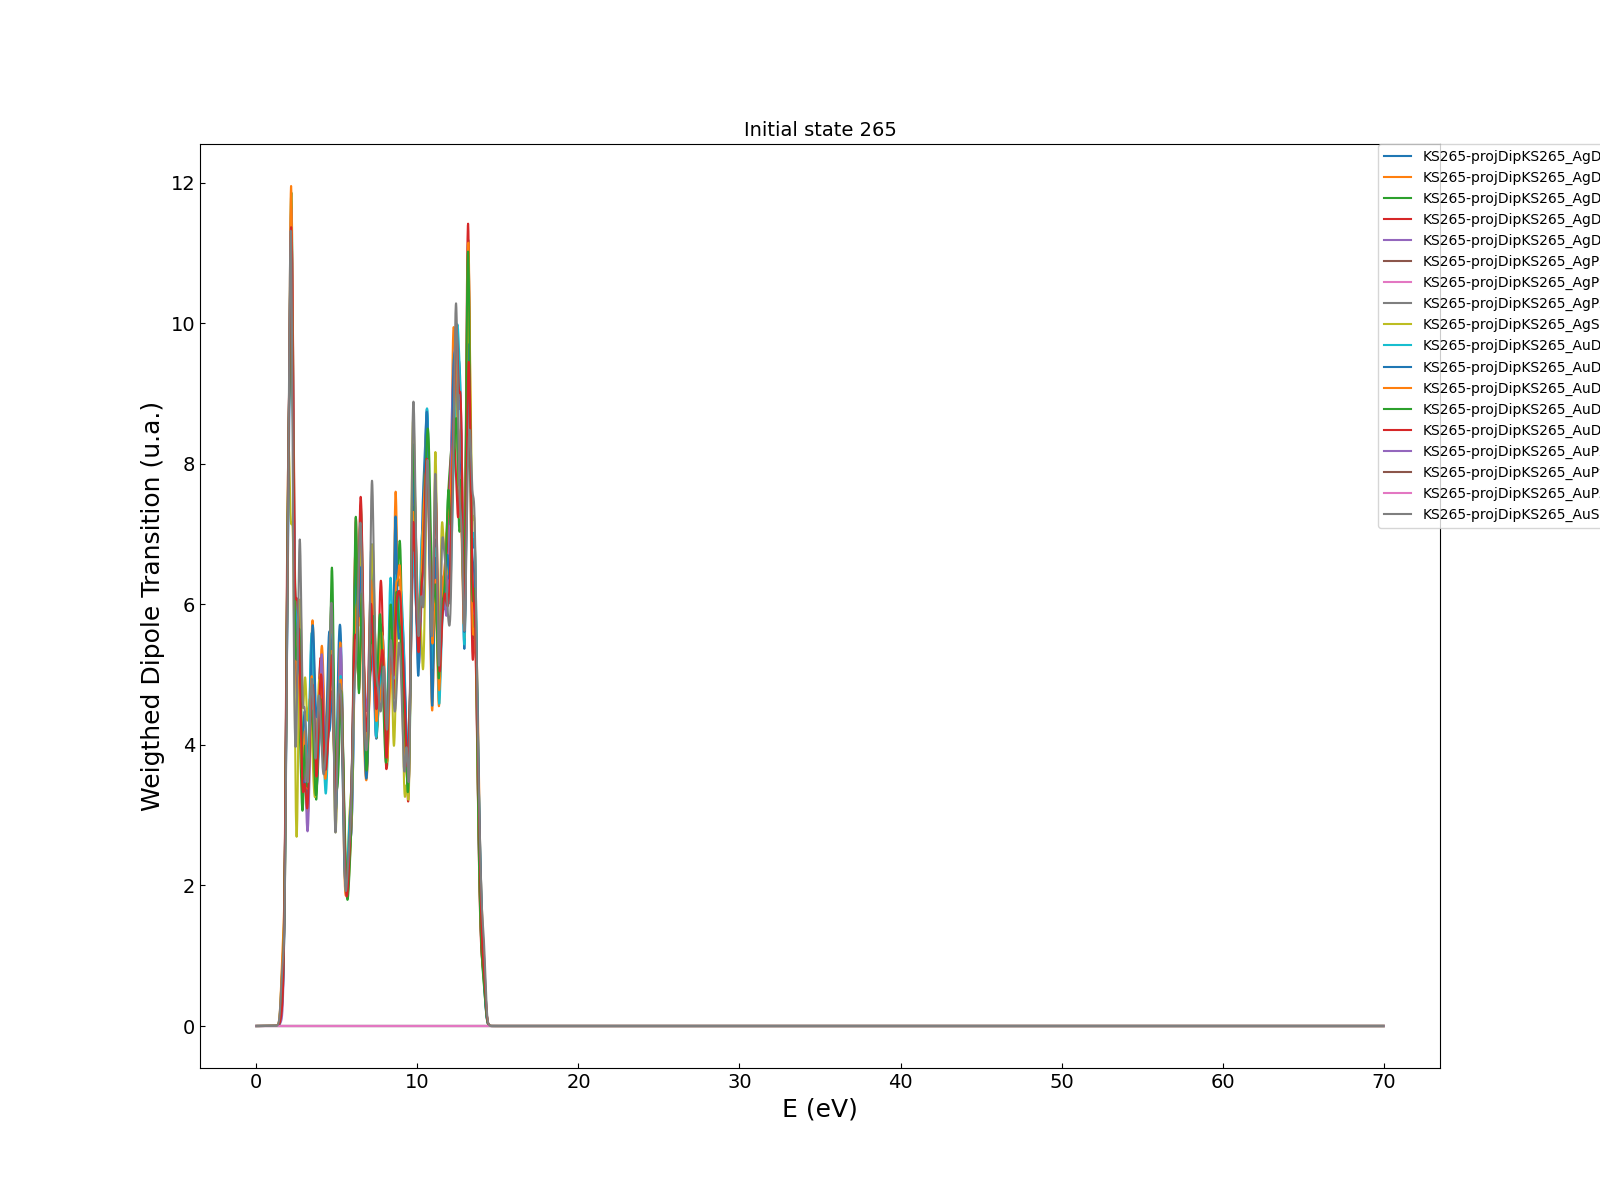 Initial state 265
12
10
8
6
4
2
0
Weigthed Dipole Transition (u.a.)
0 10 20 30 40 50 60 70
E (eV)
KS265-projDipKS265_AgD
KS265-projDipKS265_AgD
KS265-projDipKS265_AgD
KS265-projDipKS265_AgD
KS265-projDipKS265_AgD
KS265-projDipKS265_AgP
KS265-projDipKS265_AgP
KS265-projDipKS265_AgP
KS265-projDipKS265_AgS
KS265-projDipKS265_AuD
KS265-projDipKS265_AuD
KS265-projDipKS265_AuD
KS265-projDipKS265_AuD
KS265-projDipKS265_AuD
KS265-projDipKS265_AuP
KS265-projDipKS265_AuP
KS265-projDipKS265_AuP
KS265-projDipKS265_AuS